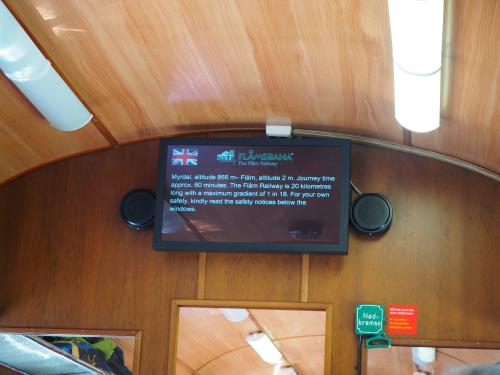 FLÅMSBANA
The Flåm Railway
Myrdal, altitude 866 m– Flåm, altitude 2 m. Journey time
approx. 60 minutes. The Flåm Railway is 20 kilometres
long with a maximum gradient of 1 in 18. For your own
safety, kindly read the safety notices below the
windows.
Nød-
bremse